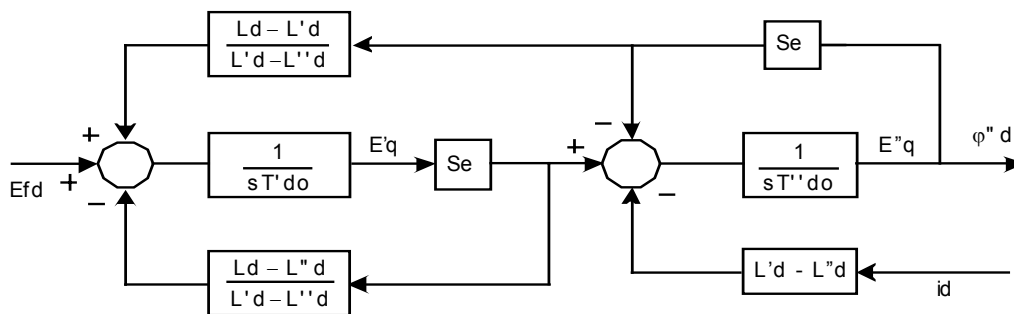 Ld – L'd
L'd – L''d
Se
+
–
+
–
Efd
+
1
sT'do
E'q
Se
+
–
–
1
sT''do
E"q
φ" d
Ld – L" d
L'd – L''d
L'd - L"d
id